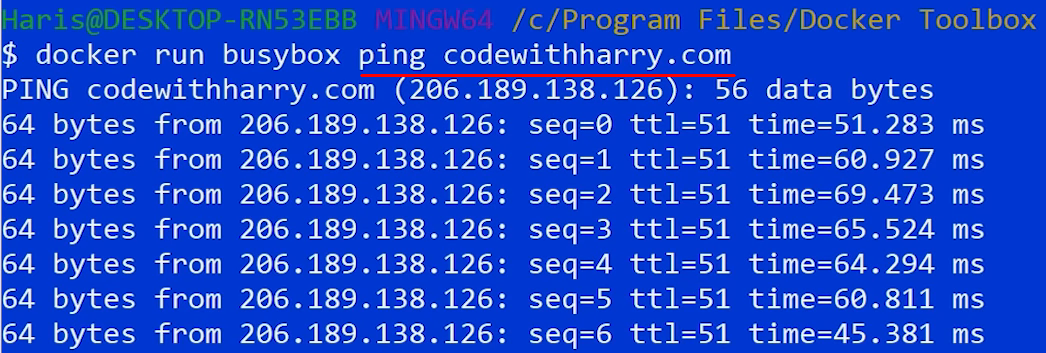 Haris@DESKTOP-RN53EBB MINGW64 /c/Program Files/Docker Toolbox
$ docker run busybox ping codewithharry.com
PING codewithharry.com (206.189.138.126): 56 data bytes
64 bytes from 206.189.138.126: seq=0 ttl=51 time=51.283 ms
64 bytes from 206.189.138.126: seq=1 ttl=51 time=60.927 ms
64 bytes from 206.189.138.126: seq=2 ttl=51 time=69.473 ms
64 bytes from 206.189.138.126: seq=3 ttl=51 time=65.524 ms
64 bytes from 206.189.138.126: seq=4 ttl=51 time=64.294 ms
64 bytes from 206.189.138.126: seq=5 ttl=51 time=60.811 ms
64 bytes from 206.189.138.126: seq=6 ttl=51 time=45.381 ms